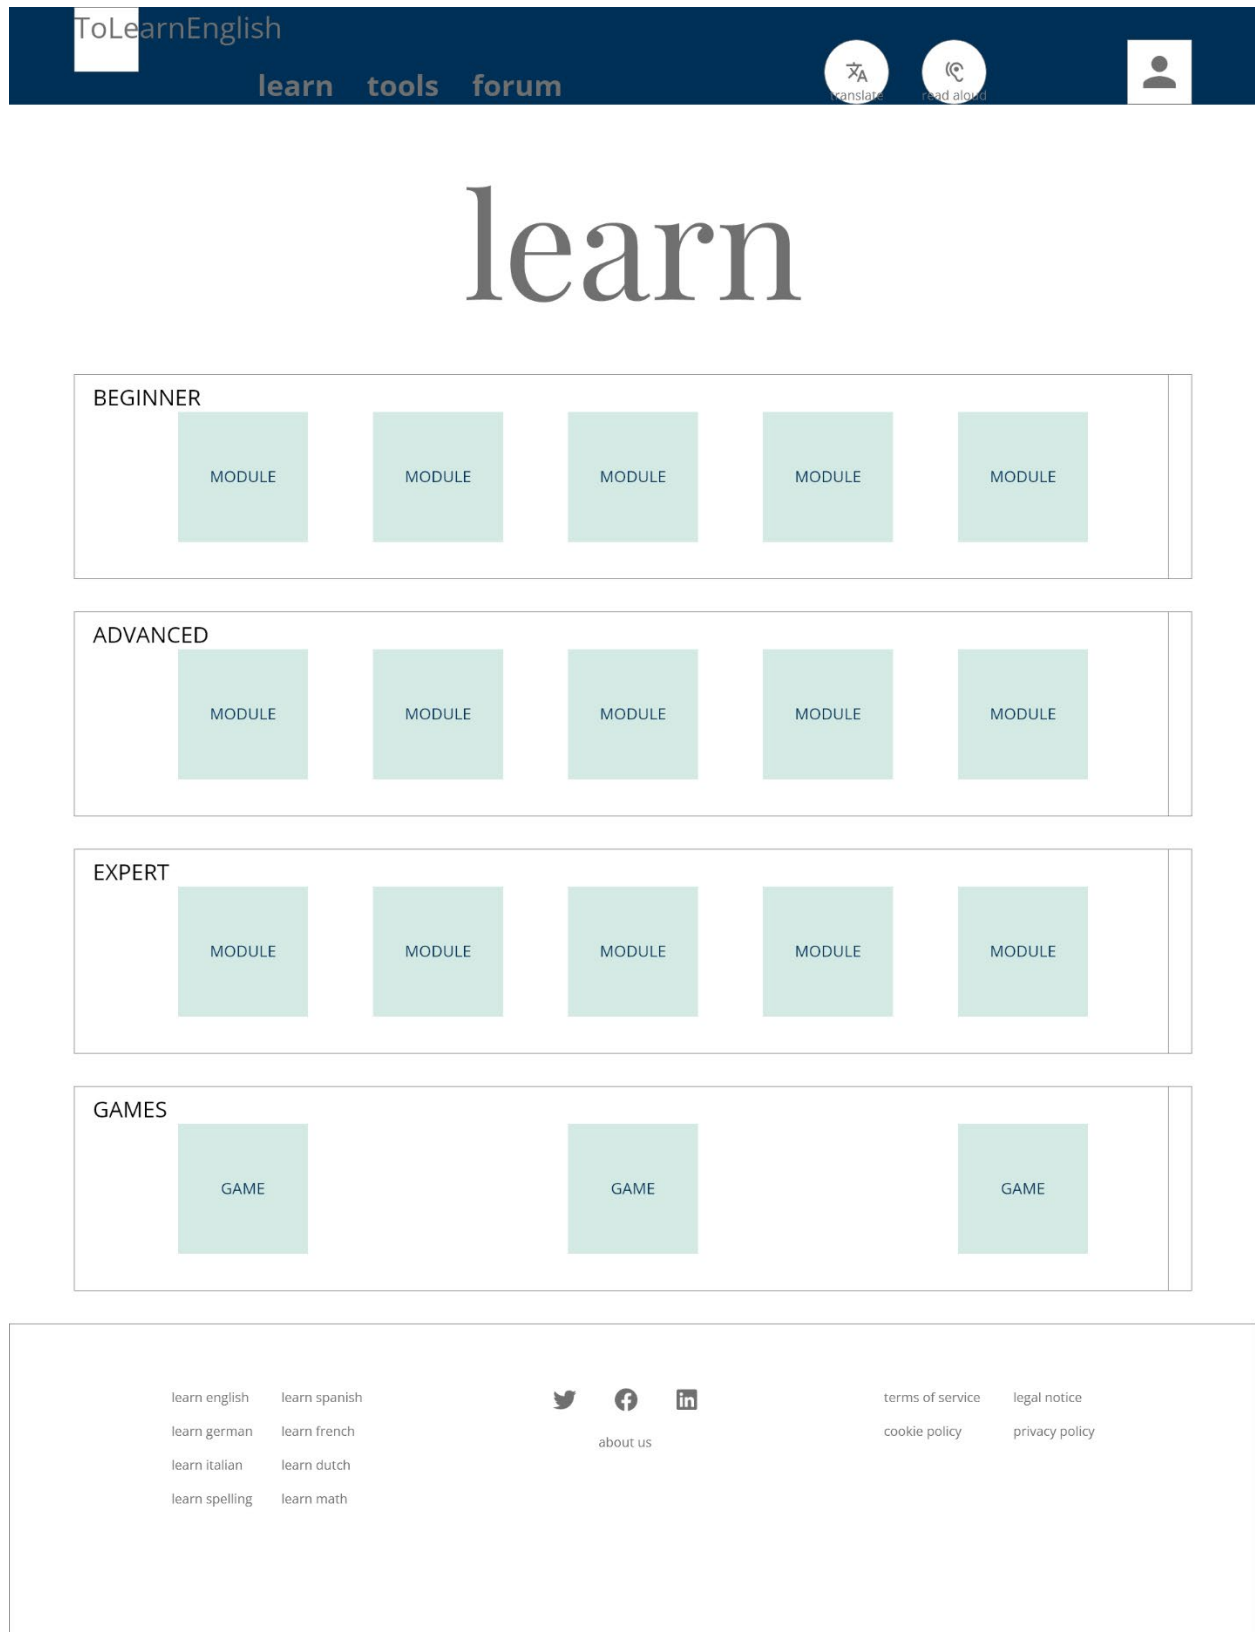 ToLearnEnglish
learn tools forum
translate read aloud
learn
BEGINNER
MODULE MODULE MODULE MODULE MODULE
ADVANCED
MODULE MODULE MODULE MODULE MODULE
EXPERT
MODULE MODULE MODULE MODULE MODULE
GAMES
GAME GAME GAME
learn english learn spanish
learn german learn french
learn italian learn dutch
learn spelling learn math
about us
terms of service legal notice
cookie policy privacy policy